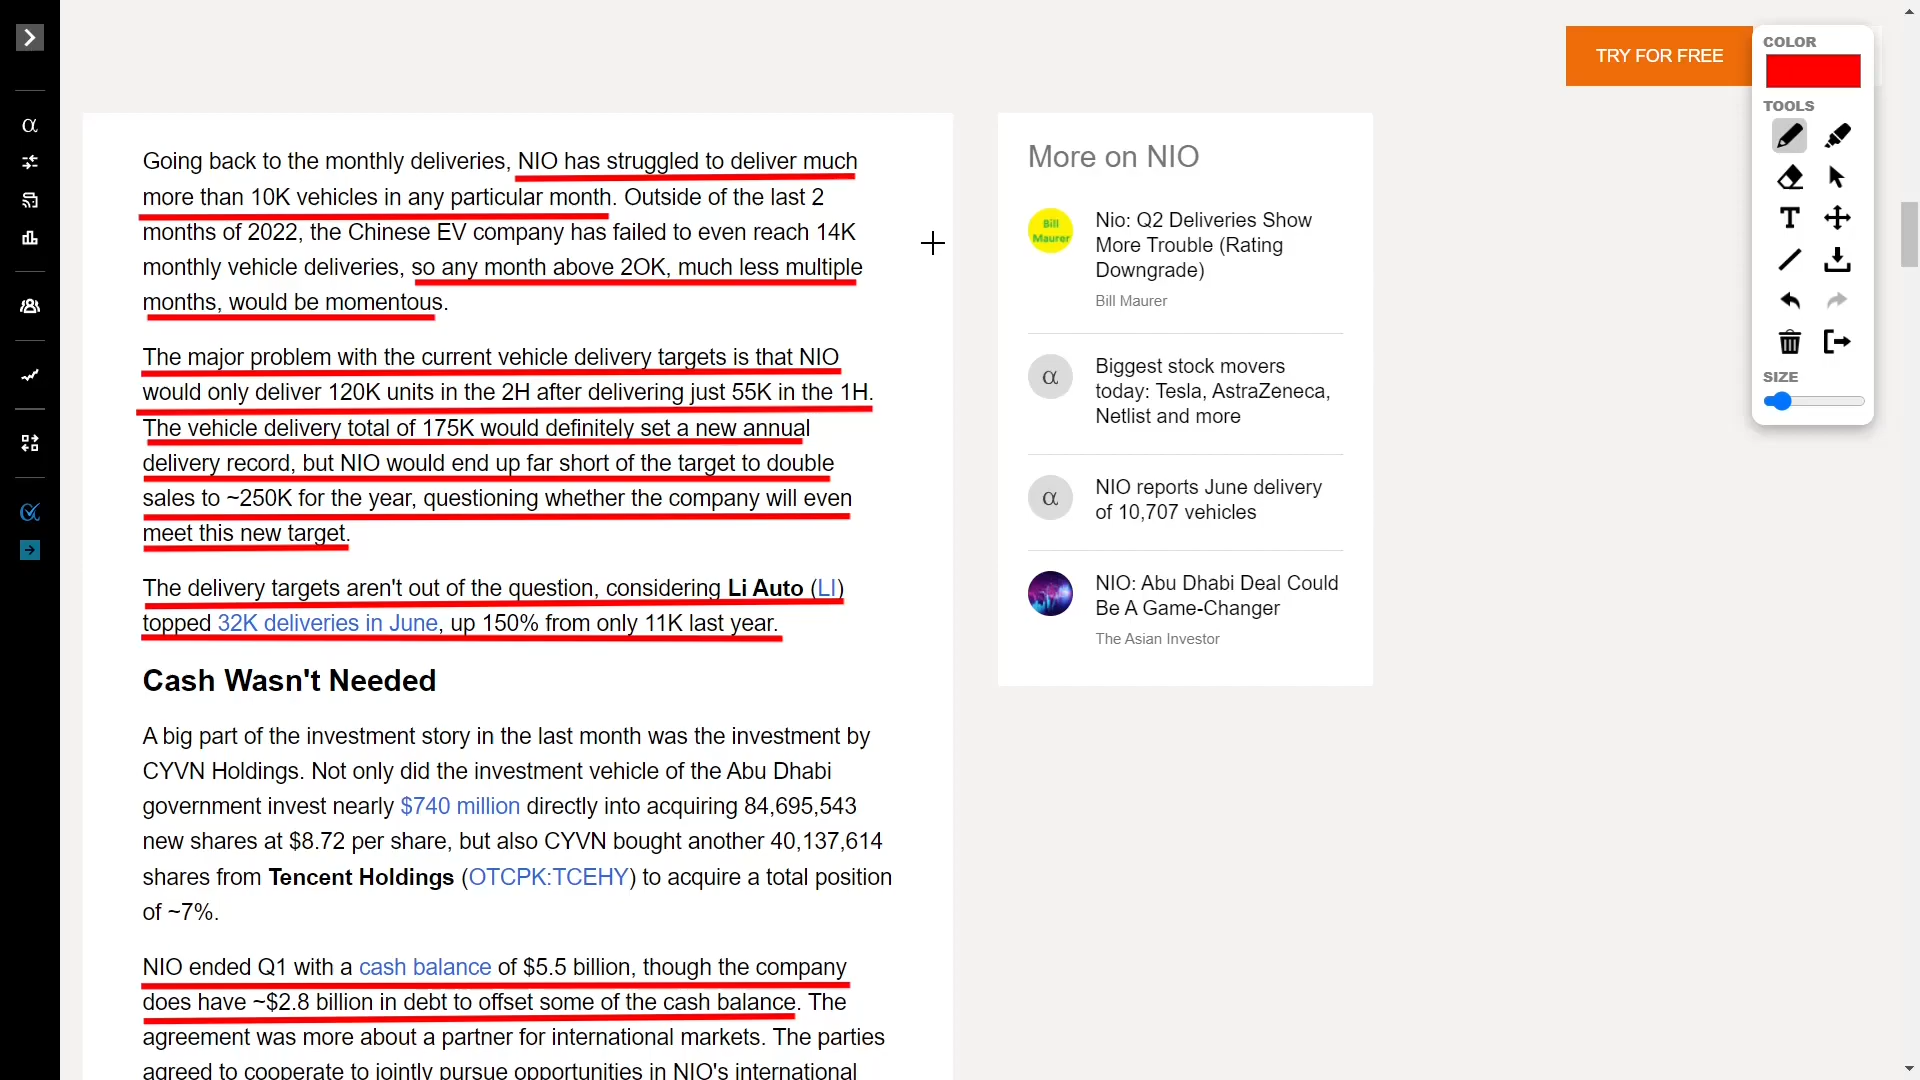 TRY FOR FREE
COLOR
TOOLS
SIZE
Going back to the monthly deliveries, NIO has struggled to deliver much
more than 10K vehicles in any particular month. Outside of the last 2
months of 2022, the Chinese EV company has failed to even reach 14K
monthly vehicle deliveries, so any month above 2OK, much less multiple
months, would be momentous.
The major problem with the current vehicle delivery targets is that NIO
would only deliver 120K units in the 2H after delivering just 55K in the 1H.
The vehicle delivery total of 175K would definitely set a new annual
delivery record, but NIO would end up far short of the target to double
sales to ~250K for the year, questioning whether the company will even
meet this new target.
The delivery targets aren't out of the question, considering Li Auto (LI)
topped 32K deliveries in June, up 150% from only 11K last year.
Cash Wasn't Needed
A big part of the investment story in the last month was the investment by
CYVN Holdings. Not only did the investment vehicle of the Abu Dhabi
government invest nearly $740 million directly into acquiring 84,695,543
new shares at $8.72 per share, but also CYVN bought another 40,137,614
shares from Tencent Holdings (OTCPK:TCEHY) to acquire a total position
of ~7%.
NIO ended Q1 with a cash balance of $5.5 billion, though the company
does have ~$2.8 billion in debt to offset some of the cash balance. The
agreement was more about a partner for international markets. The parties
agreed to cooperate to jointly pursue opportunities in NIO's international
More on NIO
Bill
Maurer
Nio: Q2 Deliveries Show
More Trouble (Rating
Downgrade)
Bill Maurer
α
Biggest stock movers
today: Tesla, AstraZeneca,
Netlist and more
α
NIO reports June delivery
of 10,707 vehicles
NIO: Abu Dhabi Deal Could
Be A Game-Changer
The Asian Investor